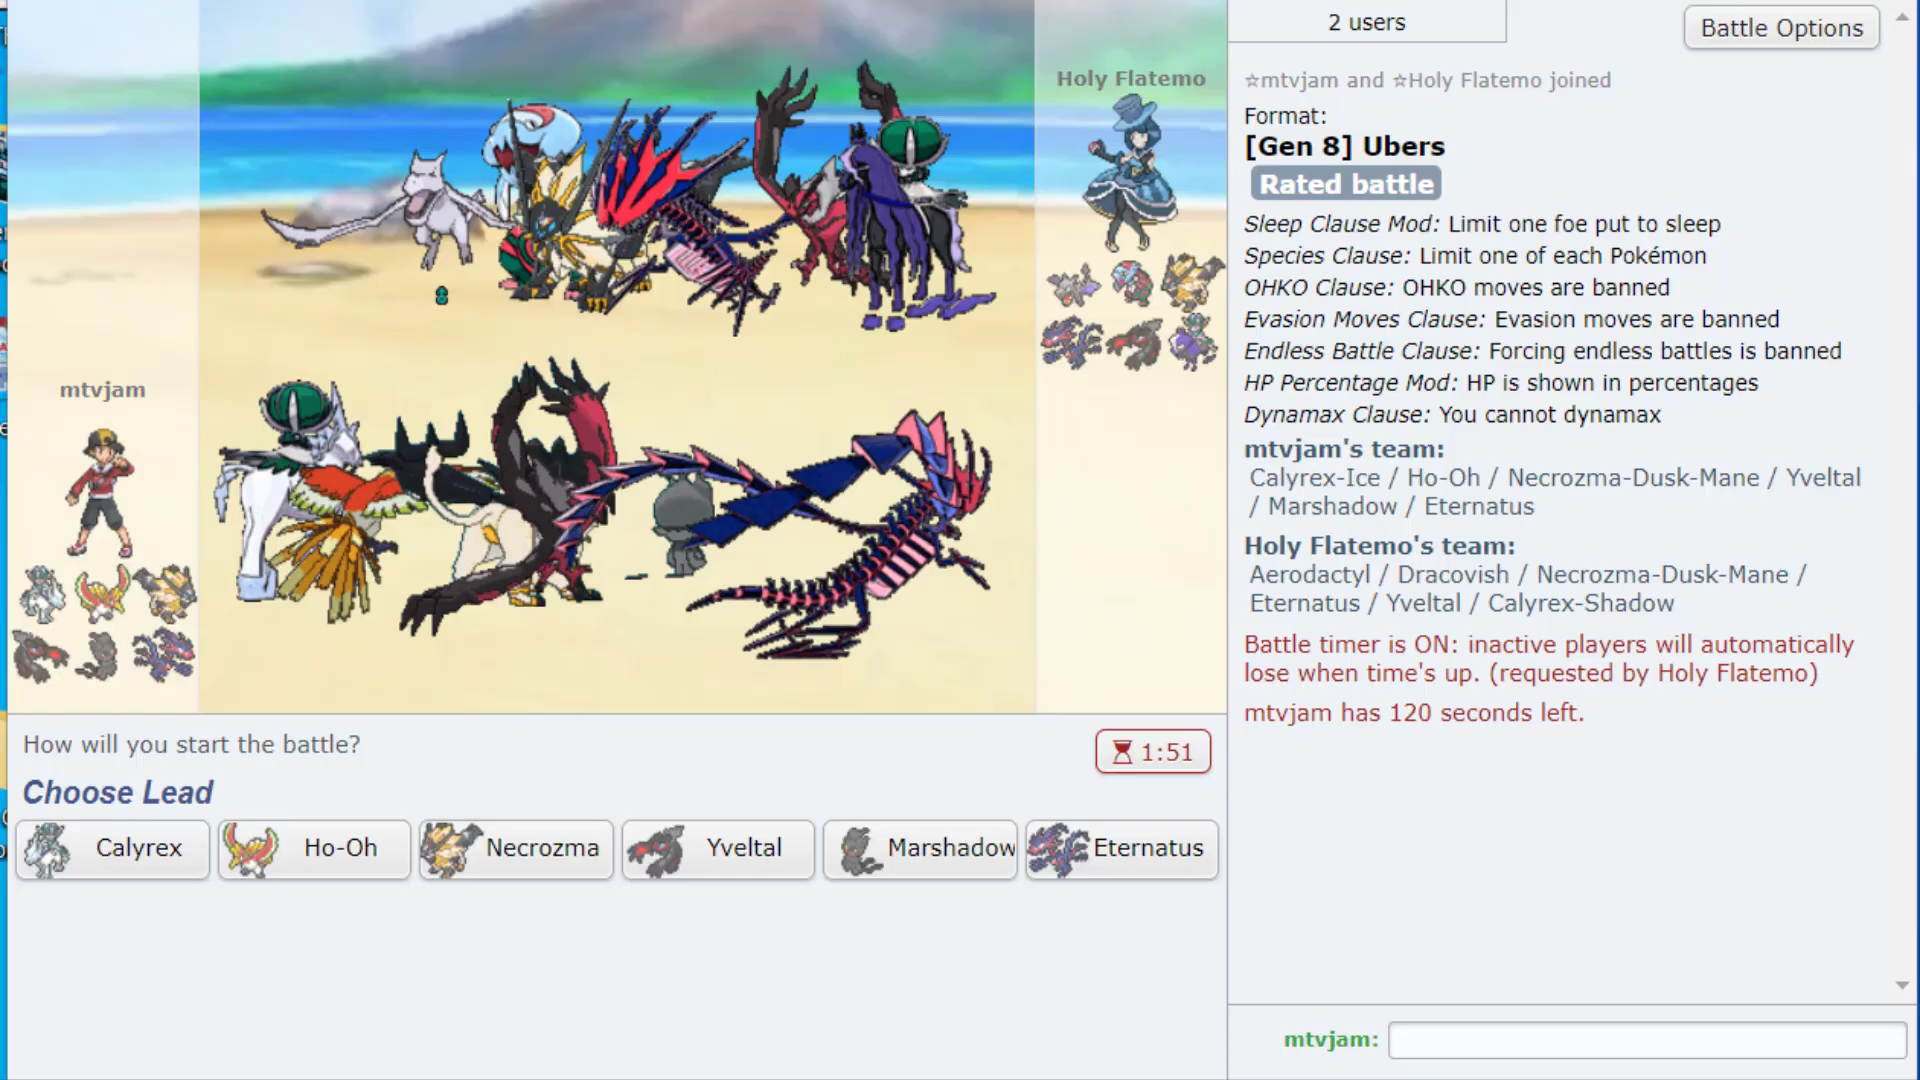 2 users
Battle Options
☆mtvjam and ☆Holy Flatemo joined
Format:
[Gen 8] Ubers
Rated battle
Sleep Clause Mod: Limit one foe put to sleep
Species Clause: Limit one of each Pokémon
OHKO Clause: OHKO moves are banned
Evasion Moves Clause: Evasion moves are banned
Endless Battle Clause: Forcing endless battles is banned
HP Percentage Mod: HP is shown in percentages
Dynamax Clause: You cannot dynamax
mtvjam's team:
Calyrex-Ice / Ho-Oh / Necrozma-Dusk-Mane / Yveltal
/ Marshadow / Eternatus
Holy Flatemo's team:
Aerodactyl / Dracovish / Necrozma-Dusk-Mane /
Eternatus / Yveltal / Calyrex-Shadow
Battle timer is ON: inactive players will automatically
lose when time's up. (requested by Holy Flatemo)
mtvjam has 120 seconds left.
mtvjam:
Holy Flatemo
mtvjam
How will you start the battle?
1:51
Choose Lead
Calyrex
Ho-Oh
Necrozma
Yveltal
Marshadow
Eternatus